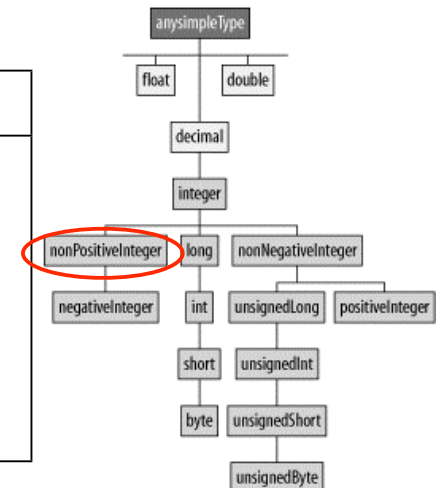 anysimpleType
float double
decimal
integer
nonPositiveInteger long nonNegativeInteger
negativeInteger int unsignedLong positiveInteger
short unsignedInt
byte unsignedShort
unsignedByte